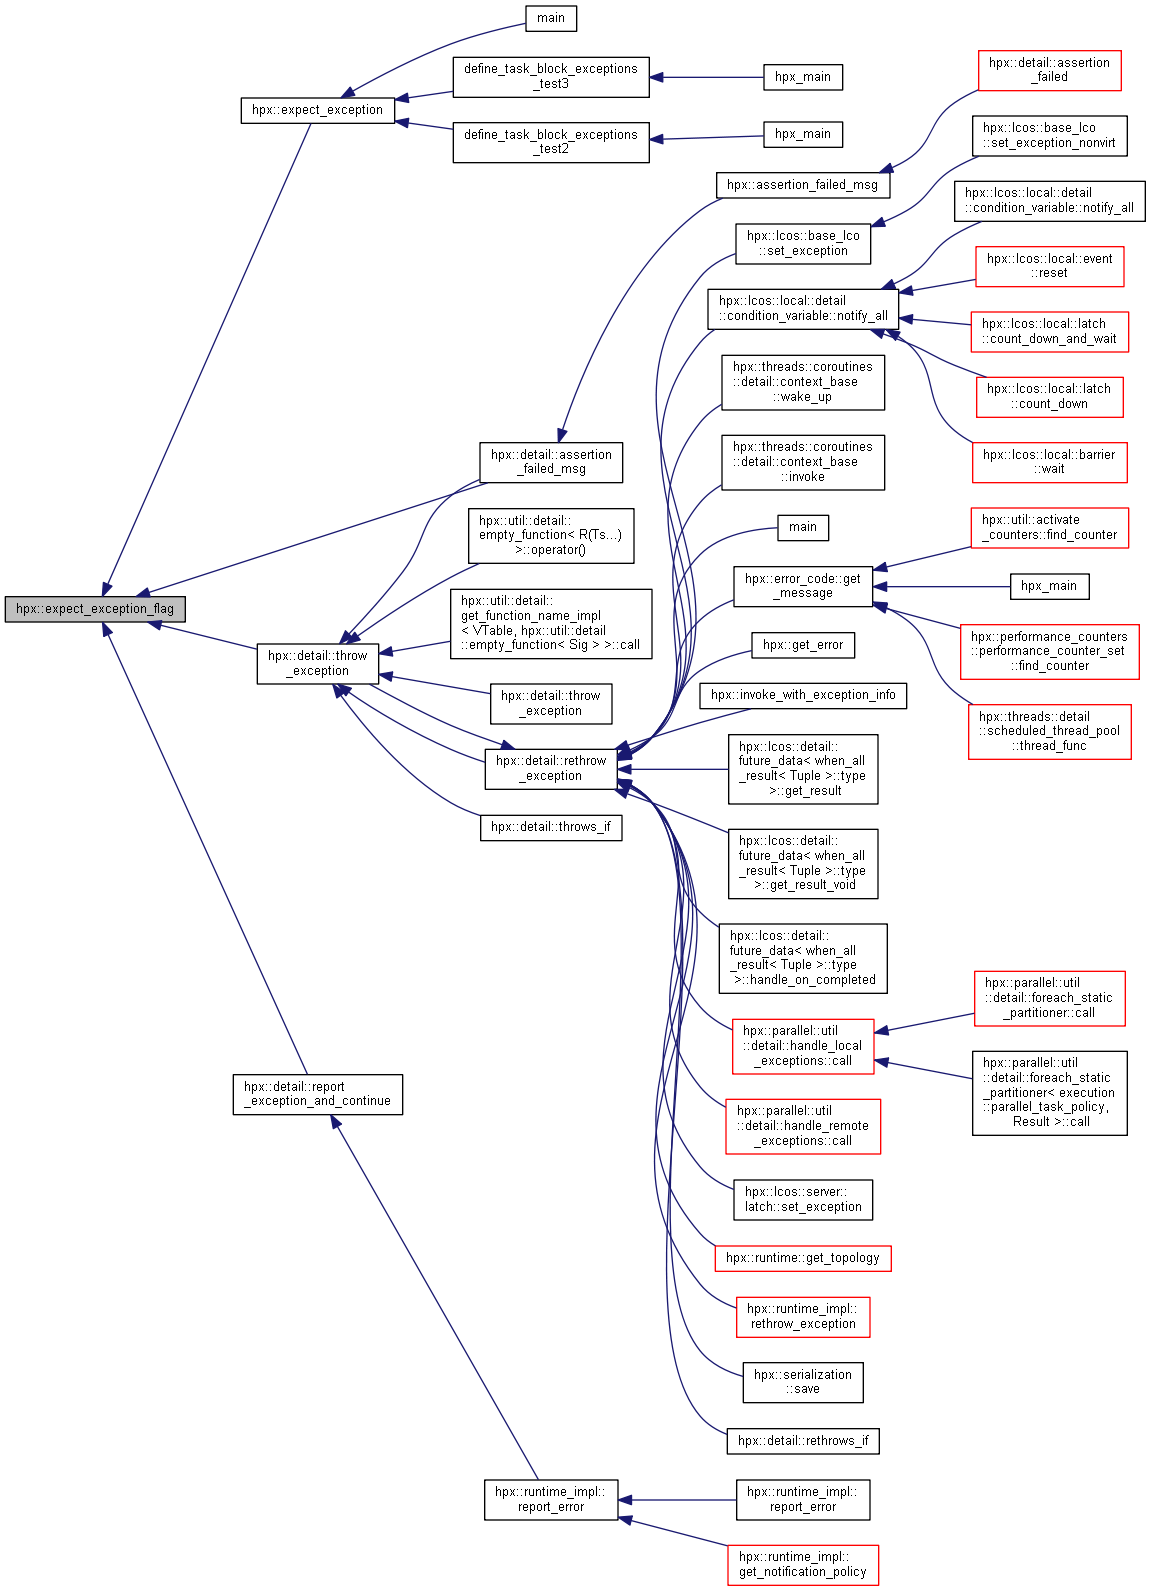 main
define_task_block_exceptions
_test3
hpx_main
hpx::expect_exception
define_task_block_exceptions
_test2
hpx_main
hpx::detail::assertion
_failed
hpx::lcos::base_lco
::set_exception_nonvirt
hpx::assertion_failed_msg
hpx::lcos::local::detail
::condition_variable::notify_all
hpx::lcos::base_lco
::set_exception
hpx::lcos::local::event
::reset
hpx::lcos::local::detail
::condition_variable::notify_all
hpx::lcos::local::latch
::count_down_and_wait
hpx::threads::coroutines
::detail::context_base
::wake_up
hpx::lcos::local::latch
::count_down
hpx::detail::assertion
_failed_msg
hpx::threads::coroutines
::detail::context_base
::invoke
hpx::lcos::local::barrier
::wait
hpx::util::detail::
empty_function< R(Ts...)
>::operator()
main
hpx::util::activate
_counters::find_counter
hpx::error_code::get
_message
hpx_main
hpx::expect_exception_flag
hpx::util::detail::
get_function_name_impl
< VTable, hpx::util::detail
::empty_function< Sig > >::call
hpx::get_error
hpx::performance_counters
::performance_counter_set
::find_counter
hpx::detail::throw
_exception
hpx::detail::throw
_exception
hpx::invoke_with_exception_info
hpx::threads::detail
::scheduled_thread_pool
::thread_func
hpx::detail::rethrow
_exception
hpx::lcos::detail::
future_data< when_all
_result< Tuple >::type
>::get_result
hpx::detail::throws_if
hpx::lcos::detail::
future_data< when_all
_result< Tuple >::type
>::get_result_void
hpx::lcos::detail::
future_data< when_all
_result< Tuple >::type
>::handle_on_completed
hpx::parallel::util
::detail::foreach_static
_partitioner::call
hpx::parallel::util
::detail::handle_local
_exceptions::call
hpx::parallel::util
::detail::foreach_static
_partitioner< execution
::parallel_task_policy,
Result >::call
hpx::detail::report
_exception_and_continue
hpx::parallel::util
::detail::handle_remote
_exceptions::call
hpx::lcos::server::
latch::set_exception
hpx::runtime::get_topology
hpx::runtime_impl::
rethrow_exception
hpx::serialization
::save
hpx::detail::rethrows_if
hpx::runtime_impl::
report_error
hpx::runtime_impl::
report_error
hpx::runtime_impl::
get_notification_policy